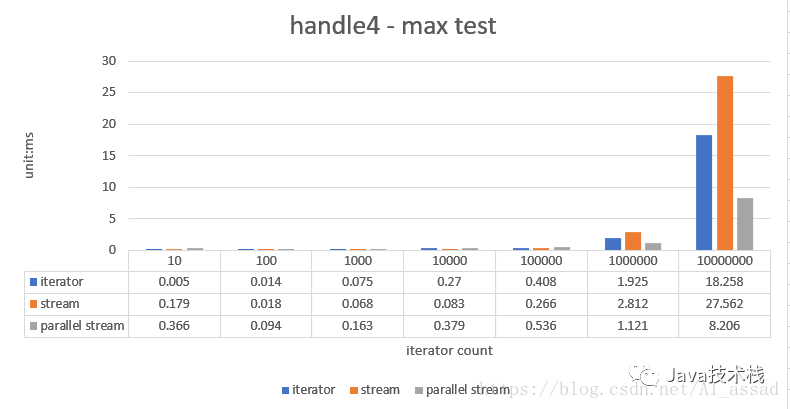 handle4 - max test
unit:ms
30
25
20
15
10
5
0
10 100 1000 10000 100000 1000000 10000000
iterator 0.005 0.014 0.075 0.27 0.408 1.925 18.258
stream 0.179 0.018 0.068 0.083 0.266 2.812 27.562
parallel stream 0.366 0.094 0.163 0.379 0.536 1.121 8.206
iterator count
iterator stream parallel stream
Java技术栈
https://blog.csdn.net/Al_assad